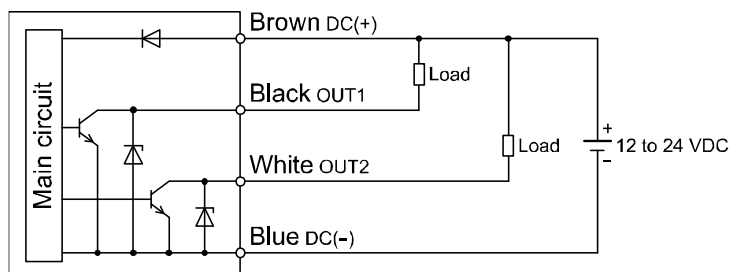 Brown DC(+)
Load
Black OUT1
Main circuit
Load
+
12 to 24 VDC
−
White OUT2
Blue DC(−)